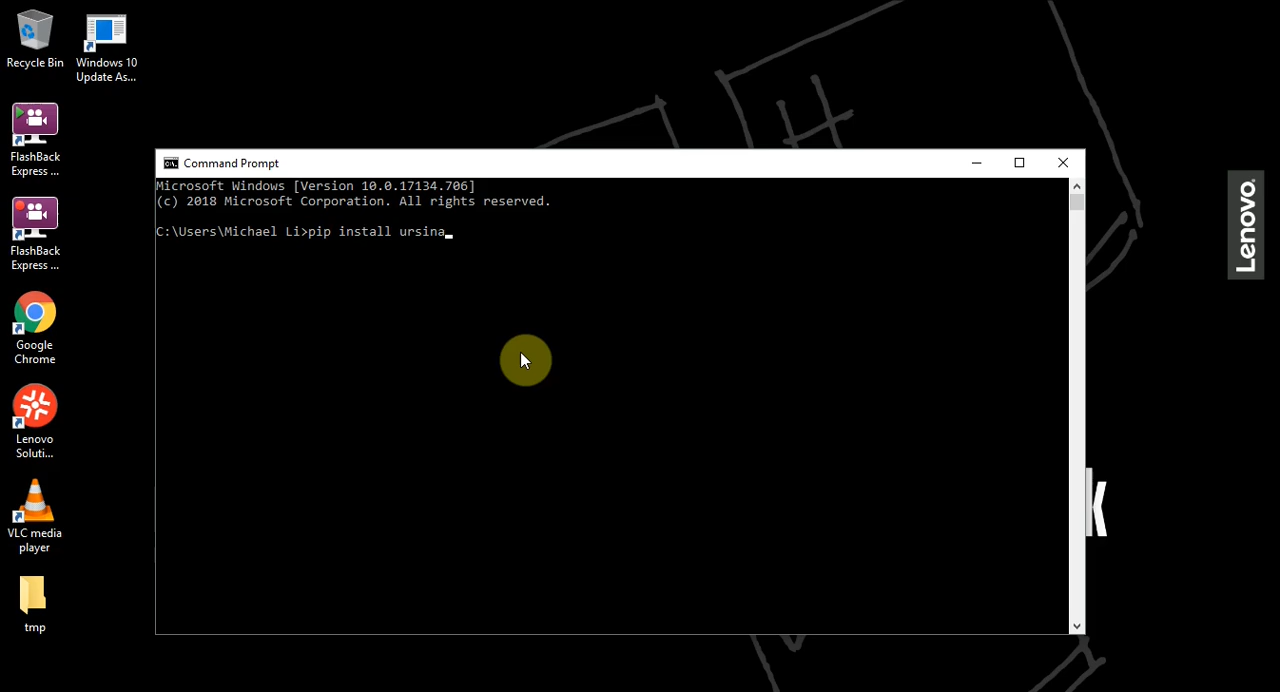 Recycle Bin
Windows 10
Update As...
FlashBack
Express ...
FlashBack
Express ...
Google
Chrome
Lenovo
Soluti...
VLC media
player
tmp
Command Prompt
Microsoft Windows [Version 10.0.17134.706]
(c) 2018 Microsoft Corporation. All rights reserved.
C:\Users\Michael Li>pip install ursina
Lenovo